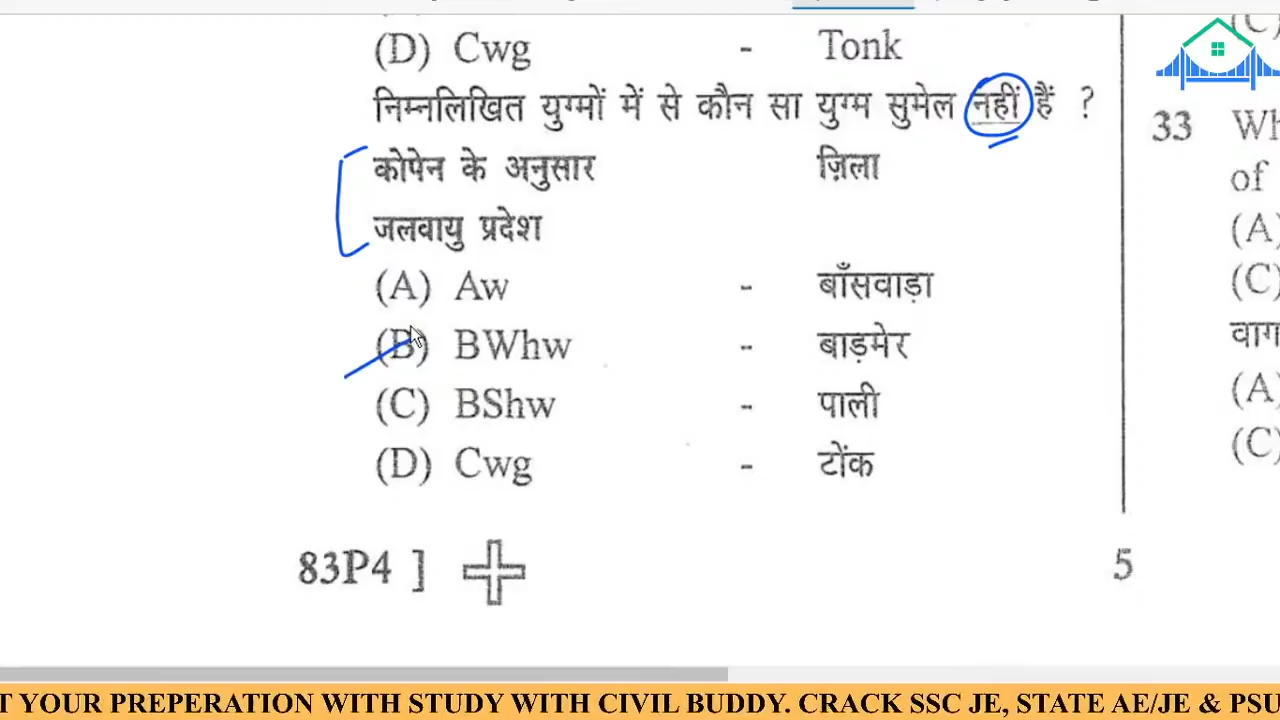 (D) Cwg - Tonk
निम्नलिखित युग्मों में से कौन सा युग्म सुमेल नहीं हैं ?
कोपेन के अनुसार ज़िला
जलवायु प्रदेश
(A) Aw - बाँसवाड़ा
(B) BWhw - बाड़मेर
(C) BShw - पाली
(D) Cwg - टोंक
83P4 ]
5
33
of
(A)
(C)
(A)
(C)
T YOUR PREPERATION WITH STUDY WITH CIVIL BUDDY. CRACK SSC JE, STATE AE/JE & PSU